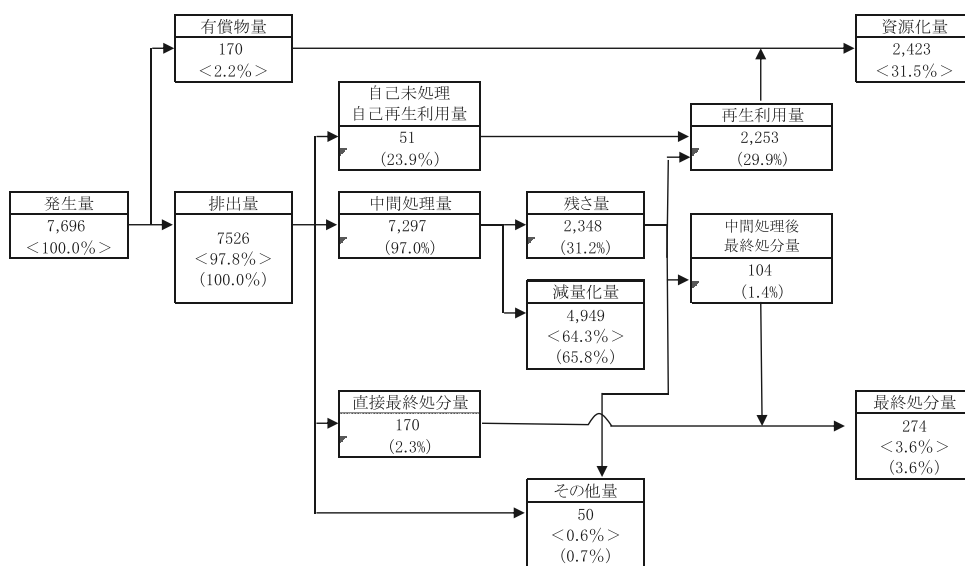 有償物量
170
＜2.2％＞
資源化量
2,423
＜31.5％＞
自己未処理
自己再生利用量
51
(23.9％)
再生利用量
2,253
(29.9％)
発生量
7,696
＜100.0％＞
排出量
7526
＜97.8％＞
(100.0％)
中間処理量
7,297
(97.0％)
残さ量
2,348
(31.2％)
中間処理後
最終処分量
104
(1.4％)
減量化量
4,949
＜64.3％＞
(65.8％)
直接最終処分量
170
(2.3％)
最終処分量
274
＜3.6％＞
(3.6％)
その他量
50
＜0.6％＞
(0.7％)